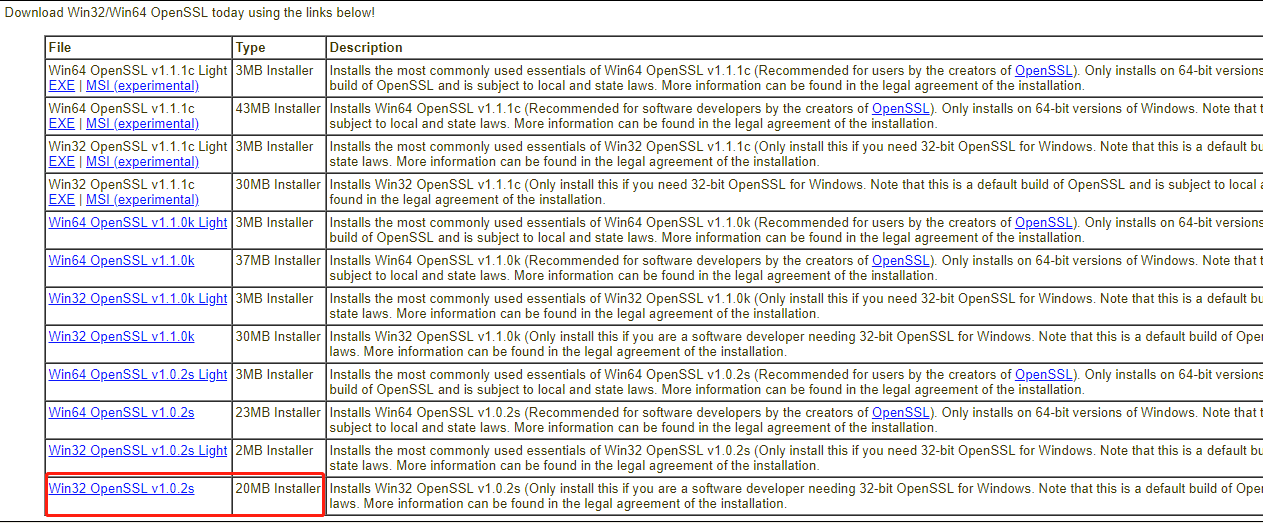 Download Win32/Win64 OpenSSL today using the links below!
File Type Description
Win64 OpenSSL v1.1.1c Light 3MB Installer Installs the most commonly used essentials of Win64 OpenSSL v1.1.1c (Recommended for users by the creators of OpenSSL). Only installs on 64-bit versions
EXE | MSI (experimental) build of OpenSSL and is subject to local and state laws. More information can be found in the legal agreement of the installation.
Win64 OpenSSL v1.1.1c 43MB Installer Installs Win64 OpenSSL v1.1.1c (Recommended for software developers by the creators of OpenSSL). Only installs on 64-bit versions of Windows. Note that t
EXE | MSI (experimental) subject to local and state laws. More information can be found in the legal agreement of the installation.
Win32 OpenSSL v1.1.1c Light 3MB Installer Installs the most commonly used essentials of Win32 OpenSSL v1.1.1c (Only install this if you need 32-bit OpenSSL for Windows. Note that this is a default bu
EXE | MSI (experimental) state laws. More information can be found in the legal agreement of the installation.
Win32 OpenSSL v1.1.1c 30MB Installer Installs Win32 OpenSSL v1.1.1c (Only install this if you need 32-bit OpenSSL for Windows. Note that this is a default build of OpenSSL and is subject to local a
EXE | MSI (experimental) found in the legal agreement of the installation.
Win64 OpenSSL v1.1.0k Light 3MB Installer Installs the most commonly used essentials of Win64 OpenSSL v1.1.0k (Recommended for users by the creators of OpenSSL). Only installs on 64-bit versions
build of OpenSSL and is subject to local and state laws. More information can be found in the legal agreement of the installation.
Win64 OpenSSL v1.1.0k 37MB Installer Installs Win64 OpenSSL v1.1.0k (Recommended for software developers by the creators of OpenSSL). Only installs on 64-bit versions of Windows. Note that t
subject to local and state laws. More information can be found in the legal agreement of the installation.
Win32 OpenSSL v1.1.0k Light 3MB Installer Installs the most commonly used essentials of Win32 OpenSSL v1.1.0k (Only install this if you need 32-bit OpenSSL for Windows. Note that this is a default bu
state laws. More information can be found in the legal agreement of the installation.
Win32 OpenSSL v1.1.0k 30MB Installer Installs Win32 OpenSSL v1.1.0k (Only install this if you are a software developer needing 32-bit OpenSSL for Windows. Note that this is a default build of Ope
laws. More information can be found in the legal agreement of the installation.
Win64 OpenSSL v1.0.2s Light 3MB Installer Installs the most commonly used essentials of Win64 OpenSSL v1.0.2s (Recommended for users by the creators of OpenSSL). Only installs on 64-bit versions
build of OpenSSL and is subject to local and state laws. More information can be found in the legal agreement of the installation.
Win64 OpenSSL v1.0.2s 23MB Installer Installs Win64 OpenSSL v1.0.2s (Recommended for software developers by the creators of OpenSSL). Only installs on 64-bit versions of Windows. Note that t
subject to local and state laws. More information can be found in the legal agreement of the installation.
Win32 OpenSSL v1.0.2s Light 2MB Installer Installs the most commonly used essentials of Win32 OpenSSL v1.0.2s (Only install this if you need 32-bit OpenSSL for Windows. Note that this is a default bu
state laws. More information can be found in the legal agreement of the installation.
Win32 OpenSSL v1.0.2s 20MB Installer Installs Win32 OpenSSL v1.0.2s (Only install this if you are a software developer needing 32-bit OpenSSL for Windows. Note that this is a default build of Ope
laws. More information can be found in the legal agreement of the installation.